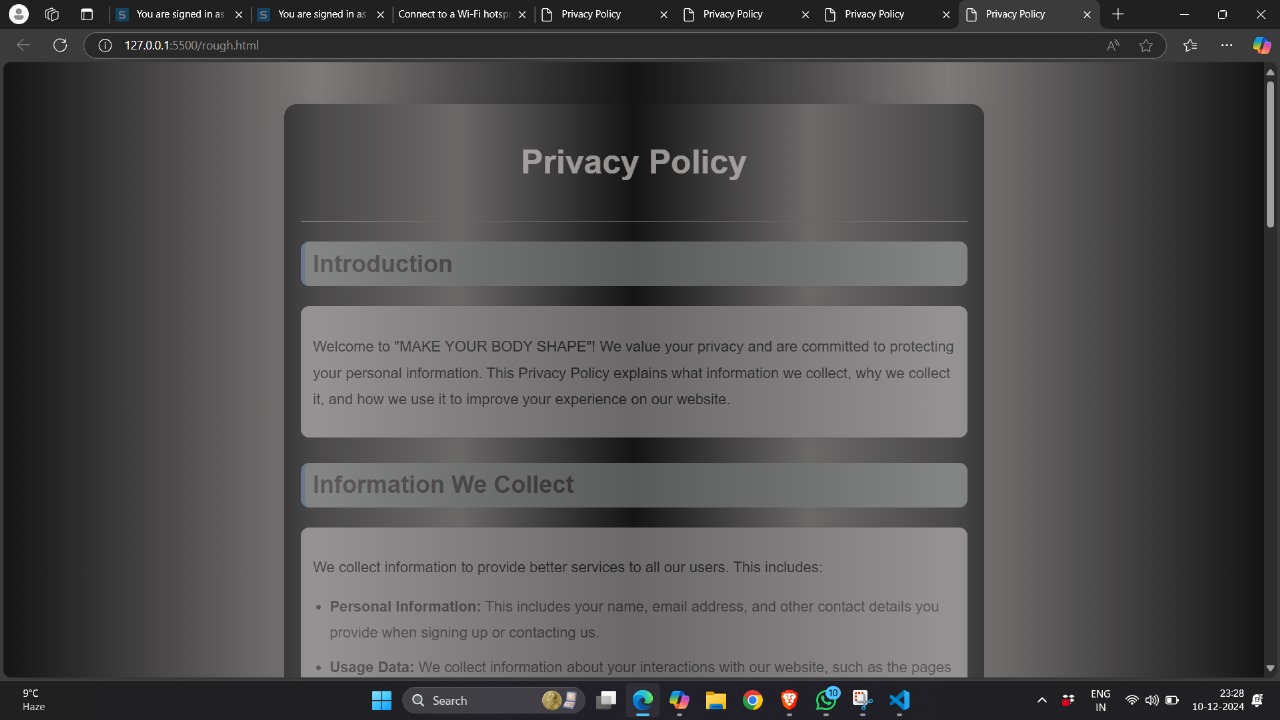 You are signed in as
You are signed in as
Connect to a Wi-Fi hotsp
Privacy Policy
Privacy Policy
Privacy Policy
Privacy Policy
127.0.0.1:5500/rough.html
Privacy Policy
Introduction
Welcome to "MAKE YOUR BODY SHAPE"! We value your privacy and are committed to protecting
your personal information. This Privacy Policy explains what information we collect, why we collect
it, and how we use it to improve your experience on our website.
Information We Collect
We collect information to provide better services to all our users. This includes:
• Personal Information: This includes your name, email address, and other contact details you
provide when signing up or contacting us.
• Usage Data: We collect information about your interactions with our website, such as the pages
9°C
Haze
Search
10
ENG
IN
23:28
10-12-2024